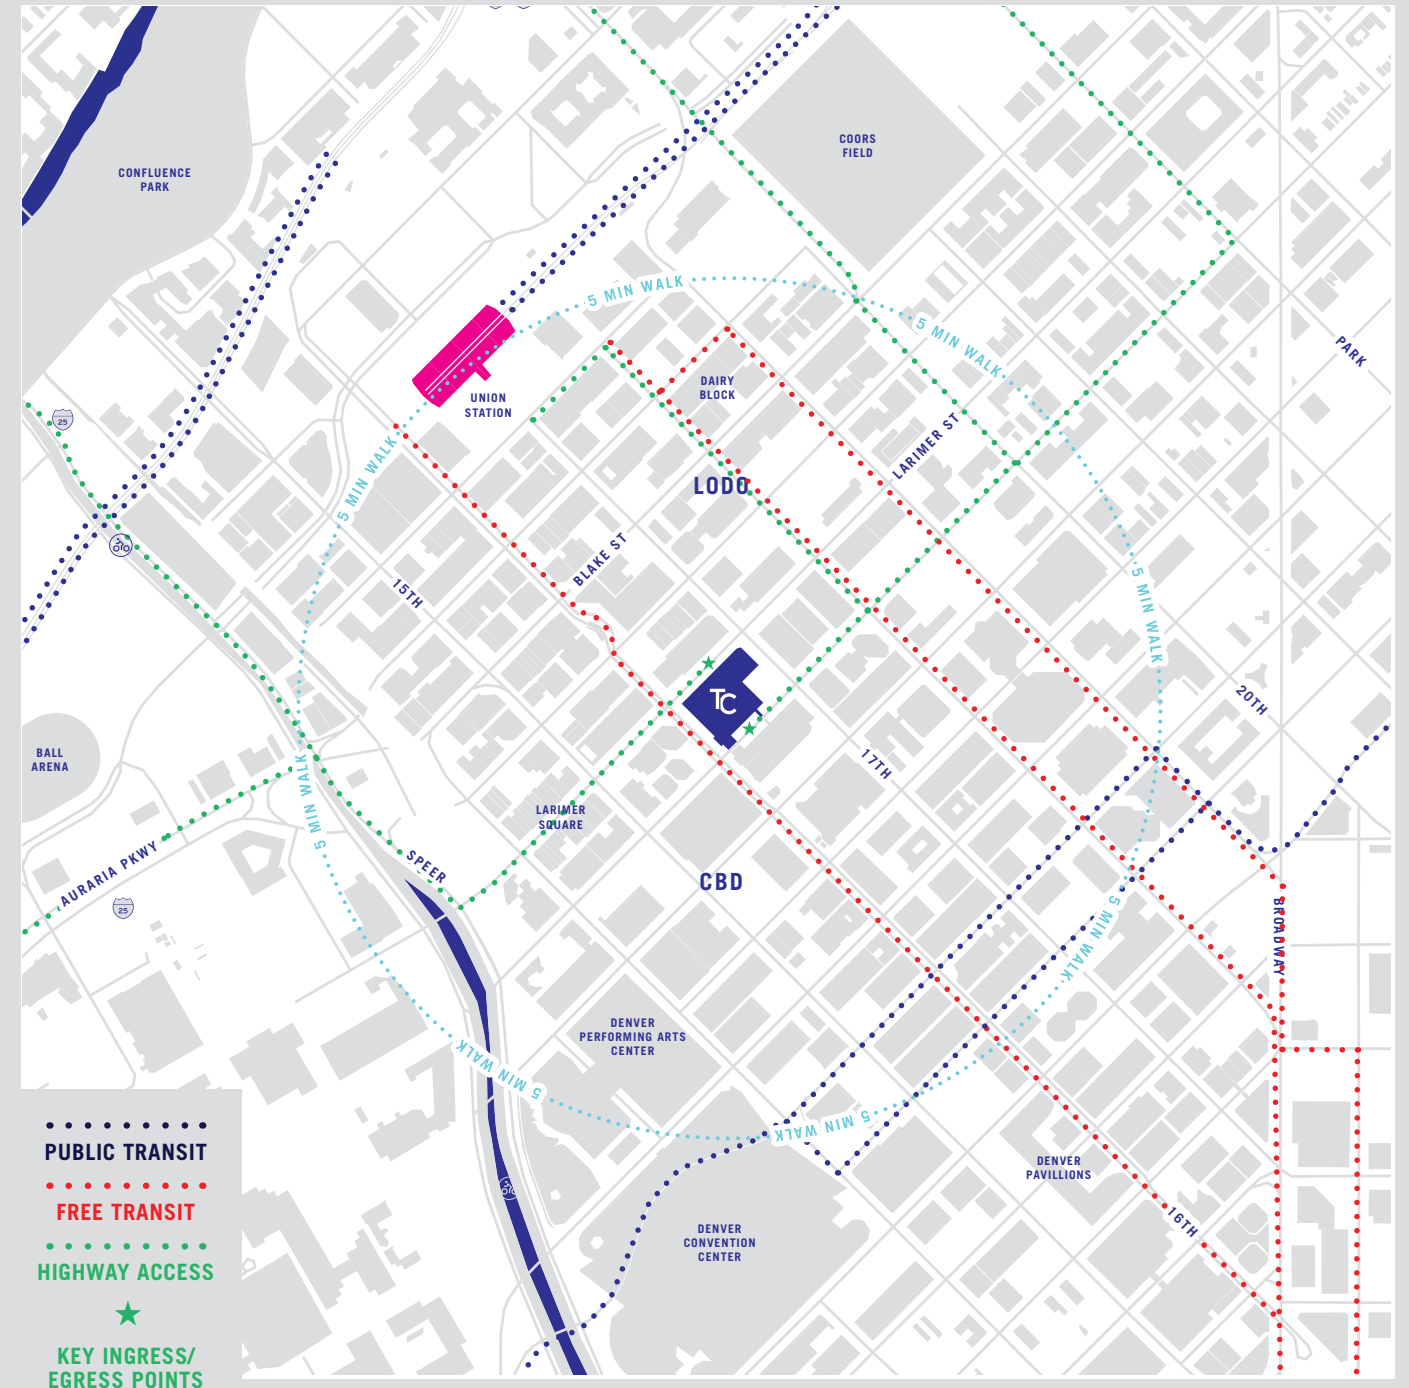 COORS
FIELD
CONFLUENCE
PARK
5 MIN WALK
5 MIN WALK
PARK
DAIRY
BLOCK
UNION
STATION
25
LARIMER ST
5 MIN WALK
LODO
BLAKE ST
15TH
5 MIN WALK
20TH
TC
17TH
BALL
ARENA
5 MIN WALK
LARIMER
SQUARE
SPEER
AURARIA PKWY
CBD
25
BROADWAY
5 MIN WALK
DENVER
PERFORMING ARTS
CENTER
5 MIN WALK
5 MIN WALK
DENVER
PAVILLIONS
16TH
DENVER
CONVENTION
CENTER
PUBLIC TRANSIT
FREE TRANSIT
HIGHWAY ACCESS
KEY INGRESS/
EGRESS POINTS